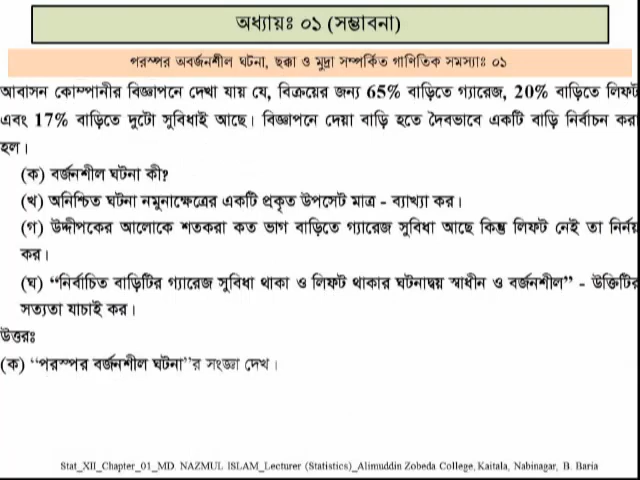 অধ্যায়ঃ ০১ (সম্ভাবনা)
পরস্পর অবর্জনশীল ঘটনা, ছক্কা ও মুদ্রা সম্পর্কিত গানিতিক সমস্যাঃ ০১
আবাসন কোম্পানীর বিজ্ঞাপনে দেখা যায় যে, বিক্রয়ের জন্য 65% বাড়িতে গ্যারেজ, 20% বাড়িতে লিফট
এবং 17% বাড়িতে দুটো সুবিধাই আছে। বিজ্ঞাপনে দেয়া বাড়ি হতে দৈবভাবে একটি বাড়ি নির্বাচন করা
হল।
(ক) বর্জনশীল ঘটনা কী?
(খ) অনিশ্চিত ঘটনা নমুনাক্ষেত্রের একটি প্রকৃত উপসেট মাত্র - ব্যাখ্যা কর।
(গ) উদ্দীপকের আলোকে শতকরা কত ভাগ বাড়িতে গ্যারেজ সুবিধা আছে কিন্তু লিফট নেই তা নির্নয়
কর।
(ঘ) “নির্বাচিত বাড়িটির গ্যারেজ সুবিধা থাকা ও লিফট থাকার ঘটনাদ্বয় স্বাধীন ও বর্জনশীল” - উক্তিটির
সত্যতা যাচাই কর।
উত্তরঃ
(ক) “পরস্পর বর্জনশীল ঘটনা”র সংজ্ঞা দেখ।
Stat_XII_Chapter_01_MD. NAZMUL ISLAM_Lecturer (Statistics)_Alimuddin Zobeda College, Kaitala, Nabinagar, B. Baria